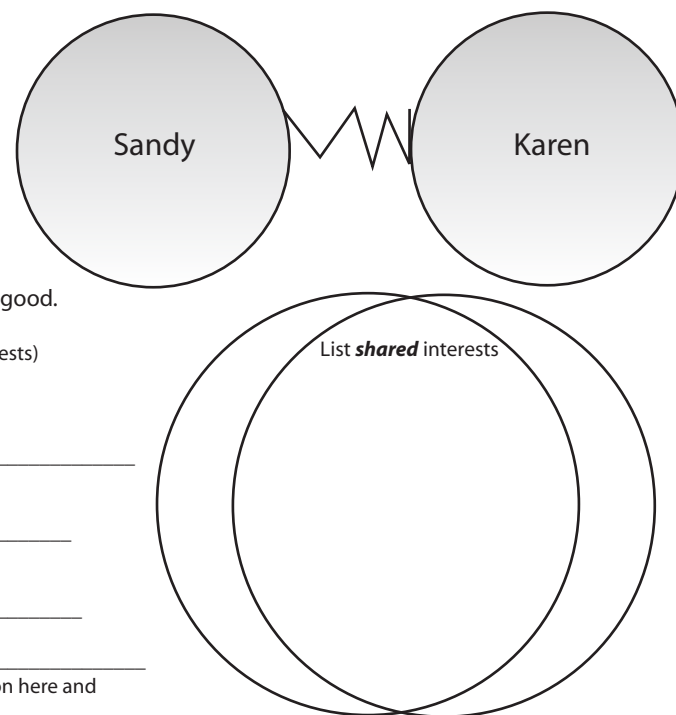 Sandy
Karen
good.
ests)
List shared interests
on here and